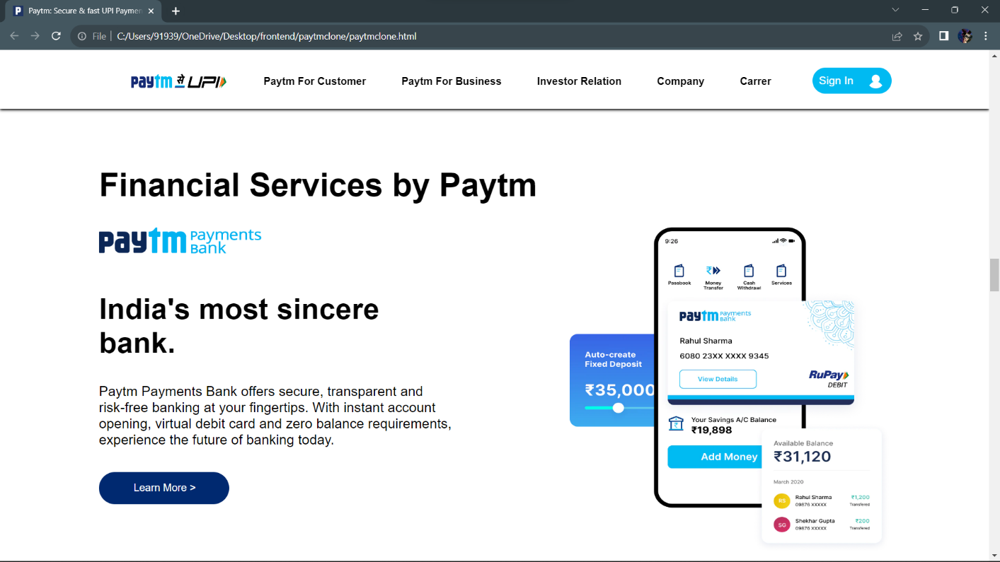 Paytm: Secure & fast UPI Paymen
File
C:/Users/91939/OneDrive/Desktop/frontend/paytmclone/paytmclone.html
paytm से UPI
Paytm For Customer
Paytm For Business
Investor Relation
Company
Carrer
Sign In
Financial Services by Paytm
paytm Payments
Bank
India's most sincere
bank.
Paytm Payments Bank offers secure, transparent and
risk-free banking at your fingertips. With instant account
opening, virtual debit card and zero balance requirements,
experience the future of banking today.
Learn More >
9:26
Passbook
Money
Transfer
Cash
Withdrawl
Services
paytm Payments
Bank
Rahul Sharma
6080 23XX XXXX 9345
View Details
RuPay
DEBIT
Auto-create
Fixed Deposit
₹35,000
Your Savings A/C Balance
₹19,898
Add Money
Available Balance
₹31,120
March 2020
RS
Rahul Sharma
09876 XXXXX
₹1,200
Transfered
SG
Shekhar Gupta
09876 XXXXX
₹200
Transfered